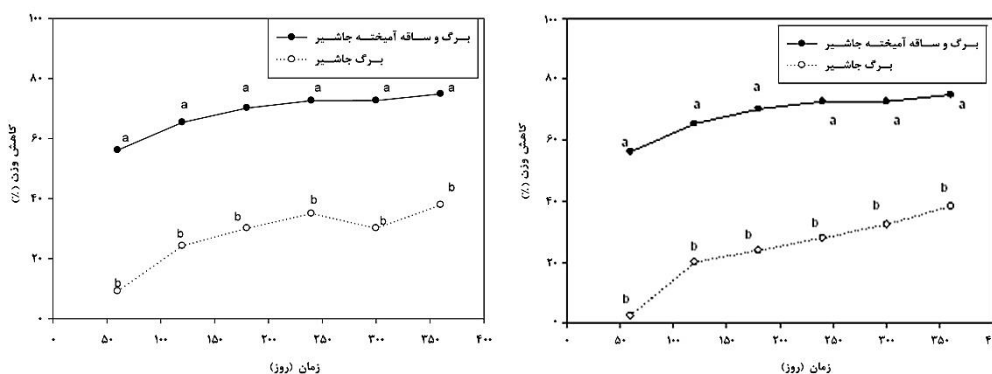 ۱۰۰
۸۰
۶۰
۴۰
۲۰
۰
کاهش وزن (%)
برگ و ساقه آمیخته جاشیر
برگ جاشیر
a a a a a a
b b b b b b
۰ ۵۰ ۱۰۰ ۱۵۰ ۲۰۰ ۲۵۰ ۳۰۰ ۳۵۰ ۴۰۰
زمان (روز)
۱۰۰
۸۰
۶۰
۴۰
۲۰
۰
کاهش وزن (%)
برگ و ساقه آمیخته جاشیر
برگ جاشیر
a a a a a a
b b b b b b
۰ ۵۰ ۱۰۰ ۱۵۰ ۲۰۰ ۲۵۰ ۳۰۰ ۳۵۰
زمان (روز)